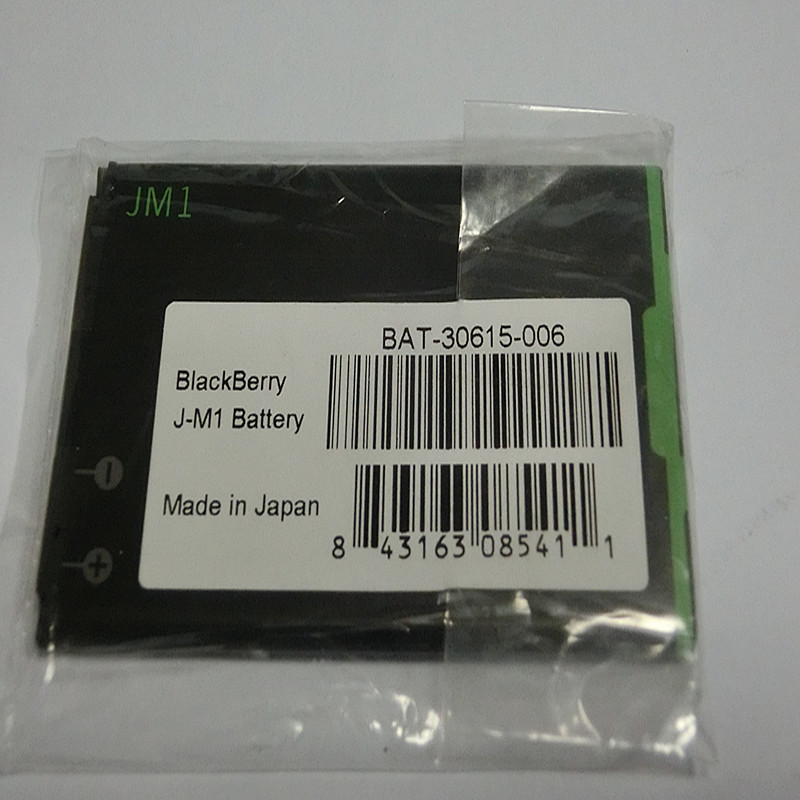 JM1
BAT-30615-006
BlackBerry
J-M1 Battery
Made in Japan
8 43163 08541 1